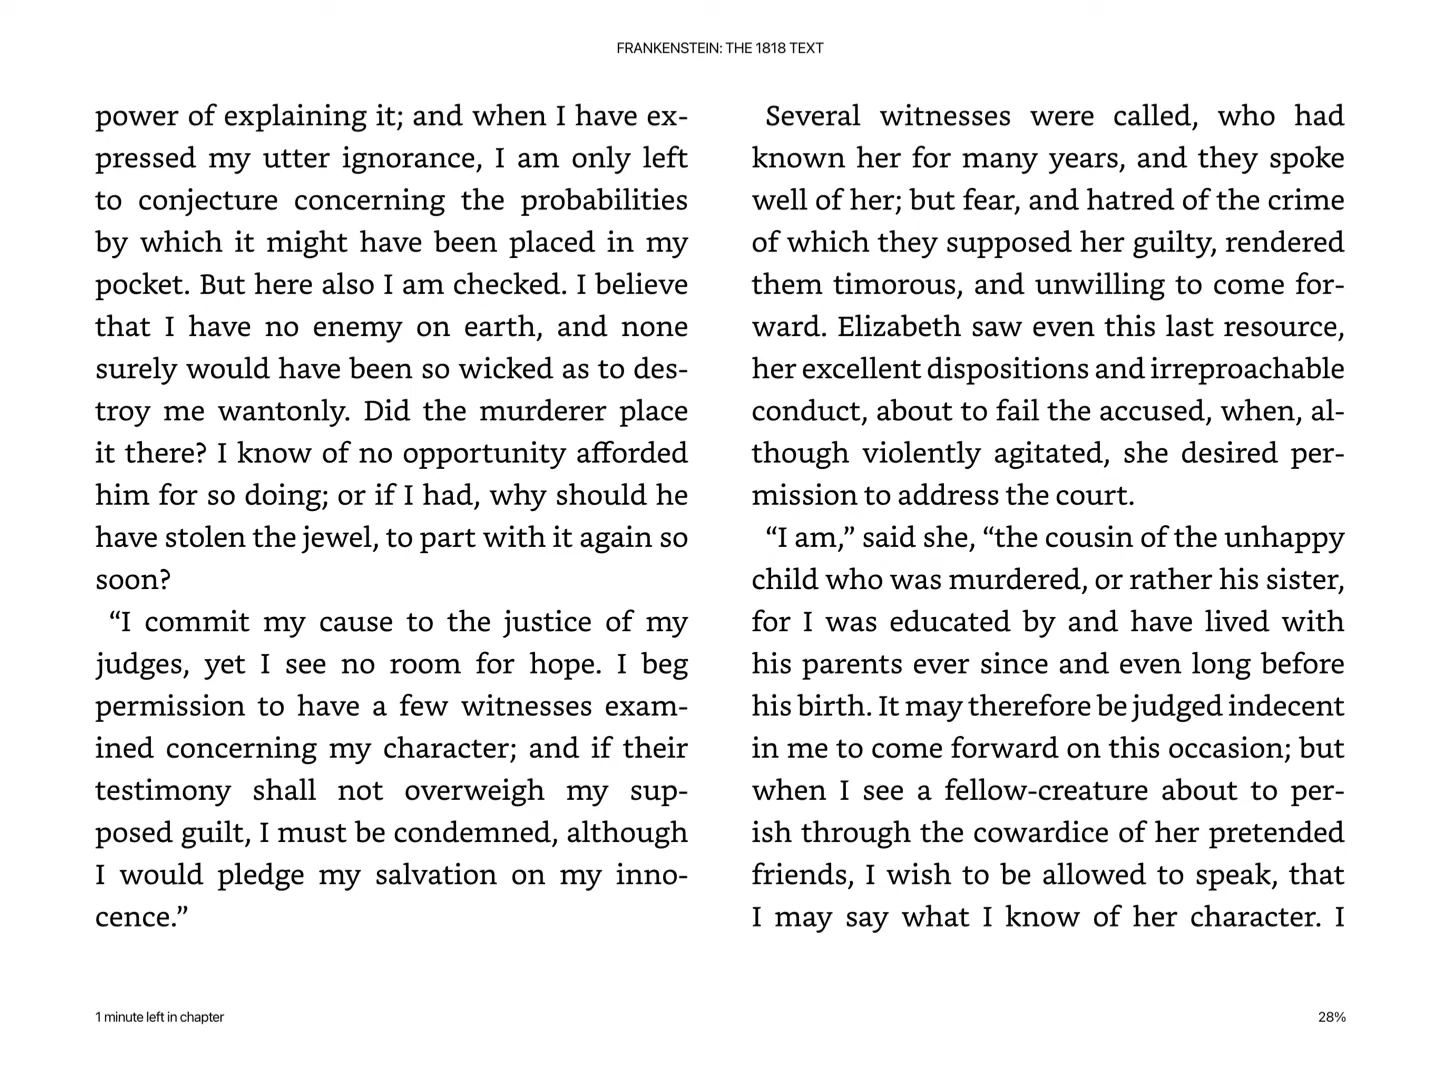 FRANKENSTEIN: THE 1818 TEXT
power of explaining it; and when I have ex-
pressed my utter ignorance, I am only left
to conjecture concerning the probabilities
by which it might have been placed in my
pocket. But here also I am checked. I believe
that I have no enemy on earth, and none
surely would have been so wicked as to des-
troy me wantonly. Did the murderer place
it there? I know of no opportunity afforded
him for so doing; or if I had, why should he
have stolen the jewel, to part with it again so
soon?
“I commit my cause to the justice of my
judges, yet I see no room for hope. I beg
permission to have a few witnesses exam-
ined concerning my character; and if their
testimony shall not overweigh my sup-
posed guilt, I must be condemned, although
I would pledge my salvation on my inno-
cence.”
Several witnesses were called, who had
known her for many years, and they spoke
well of her; but fear, and hatred of the crime
of which they supposed her guilty, rendered
them timorous, and unwilling to come for-
ward. Elizabeth saw even this last resource,
her excellent dispositions and irreproachable
conduct, about to fail the accused, when, al-
though violently agitated, she desired per-
mission to address the court.
“I am,” said she, “the cousin of the unhappy
child who was murdered, or rather his sister,
for I was educated by and have lived with
his parents ever since and even long before
his birth. It may therefore be judged indecent
in me to come forward on this occasion; but
when I see a fellow-creature about to per-
ish through the cowardice of her pretended
friends, I wish to be allowed to speak, that
I may say what I know of her character. I
1 minute left in chapter
28%